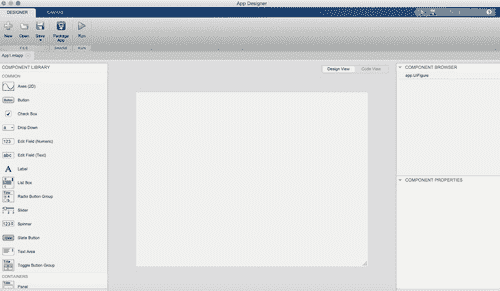 App Designer
DESIGNER
CANVAS
New Open Save Package App Run
FILE SHARE RUN
App1.mlapp
COMPONENT LIBRARY
COMMON
Axes (2D)
Button
Check Box
Drop Down
Edit Field (Numeric)
Edit Field (Text)
Label
List Box
Radio Button Group
Slider
Spinner
State Button
Text Area
Toggle Button Group
CONTAINERS
Panel
Design View Code View
COMPONENT BROWSER
app.UIFigure
COMPONENT PROPERTIES